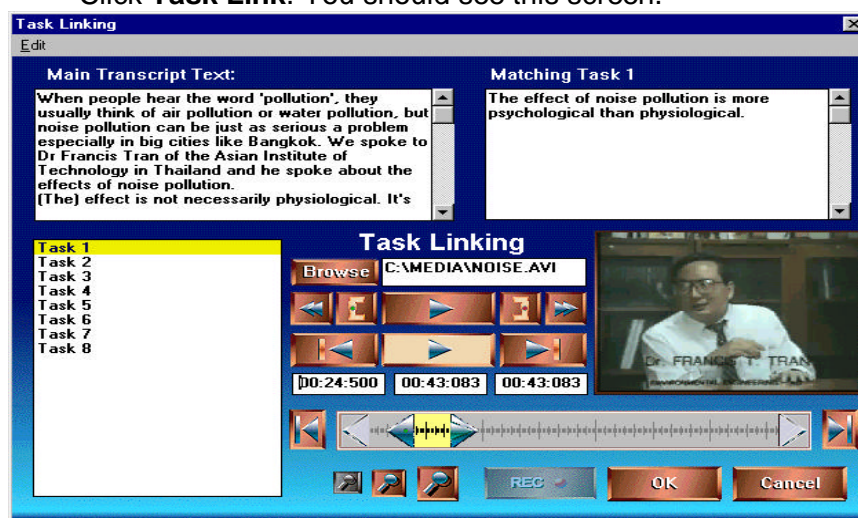 Click Task Link. You should see this screen:
Task Linking
Edit
Main Transcript Text:
When people hear the word 'pollution', they
usually think of air pollution or water pollution, but
noise pollution can be just as serious a problem
especially in big cities like Bangkok. We spoke to
Dr Francis Tran of the Asian Institute of
Technology in Thailand and he spoke about the
effects of noise pollution.
(The) effect is not necessarily physiological. It's
Matching Task 1
The effect of noise pollution is more
psychological than physiological.
Task 1
Task 2
Task 3
Task 4
Task 5
Task 6
Task 7
Task 8
Task Linking
Browse C:\MEDIA\NOISE.AVI
00:24:500 00:43:083 00:43:083
Dr. FRANCIS T. TRAN
ENVIRONMENTAL ENGINEERING
REC
OK
Cancel